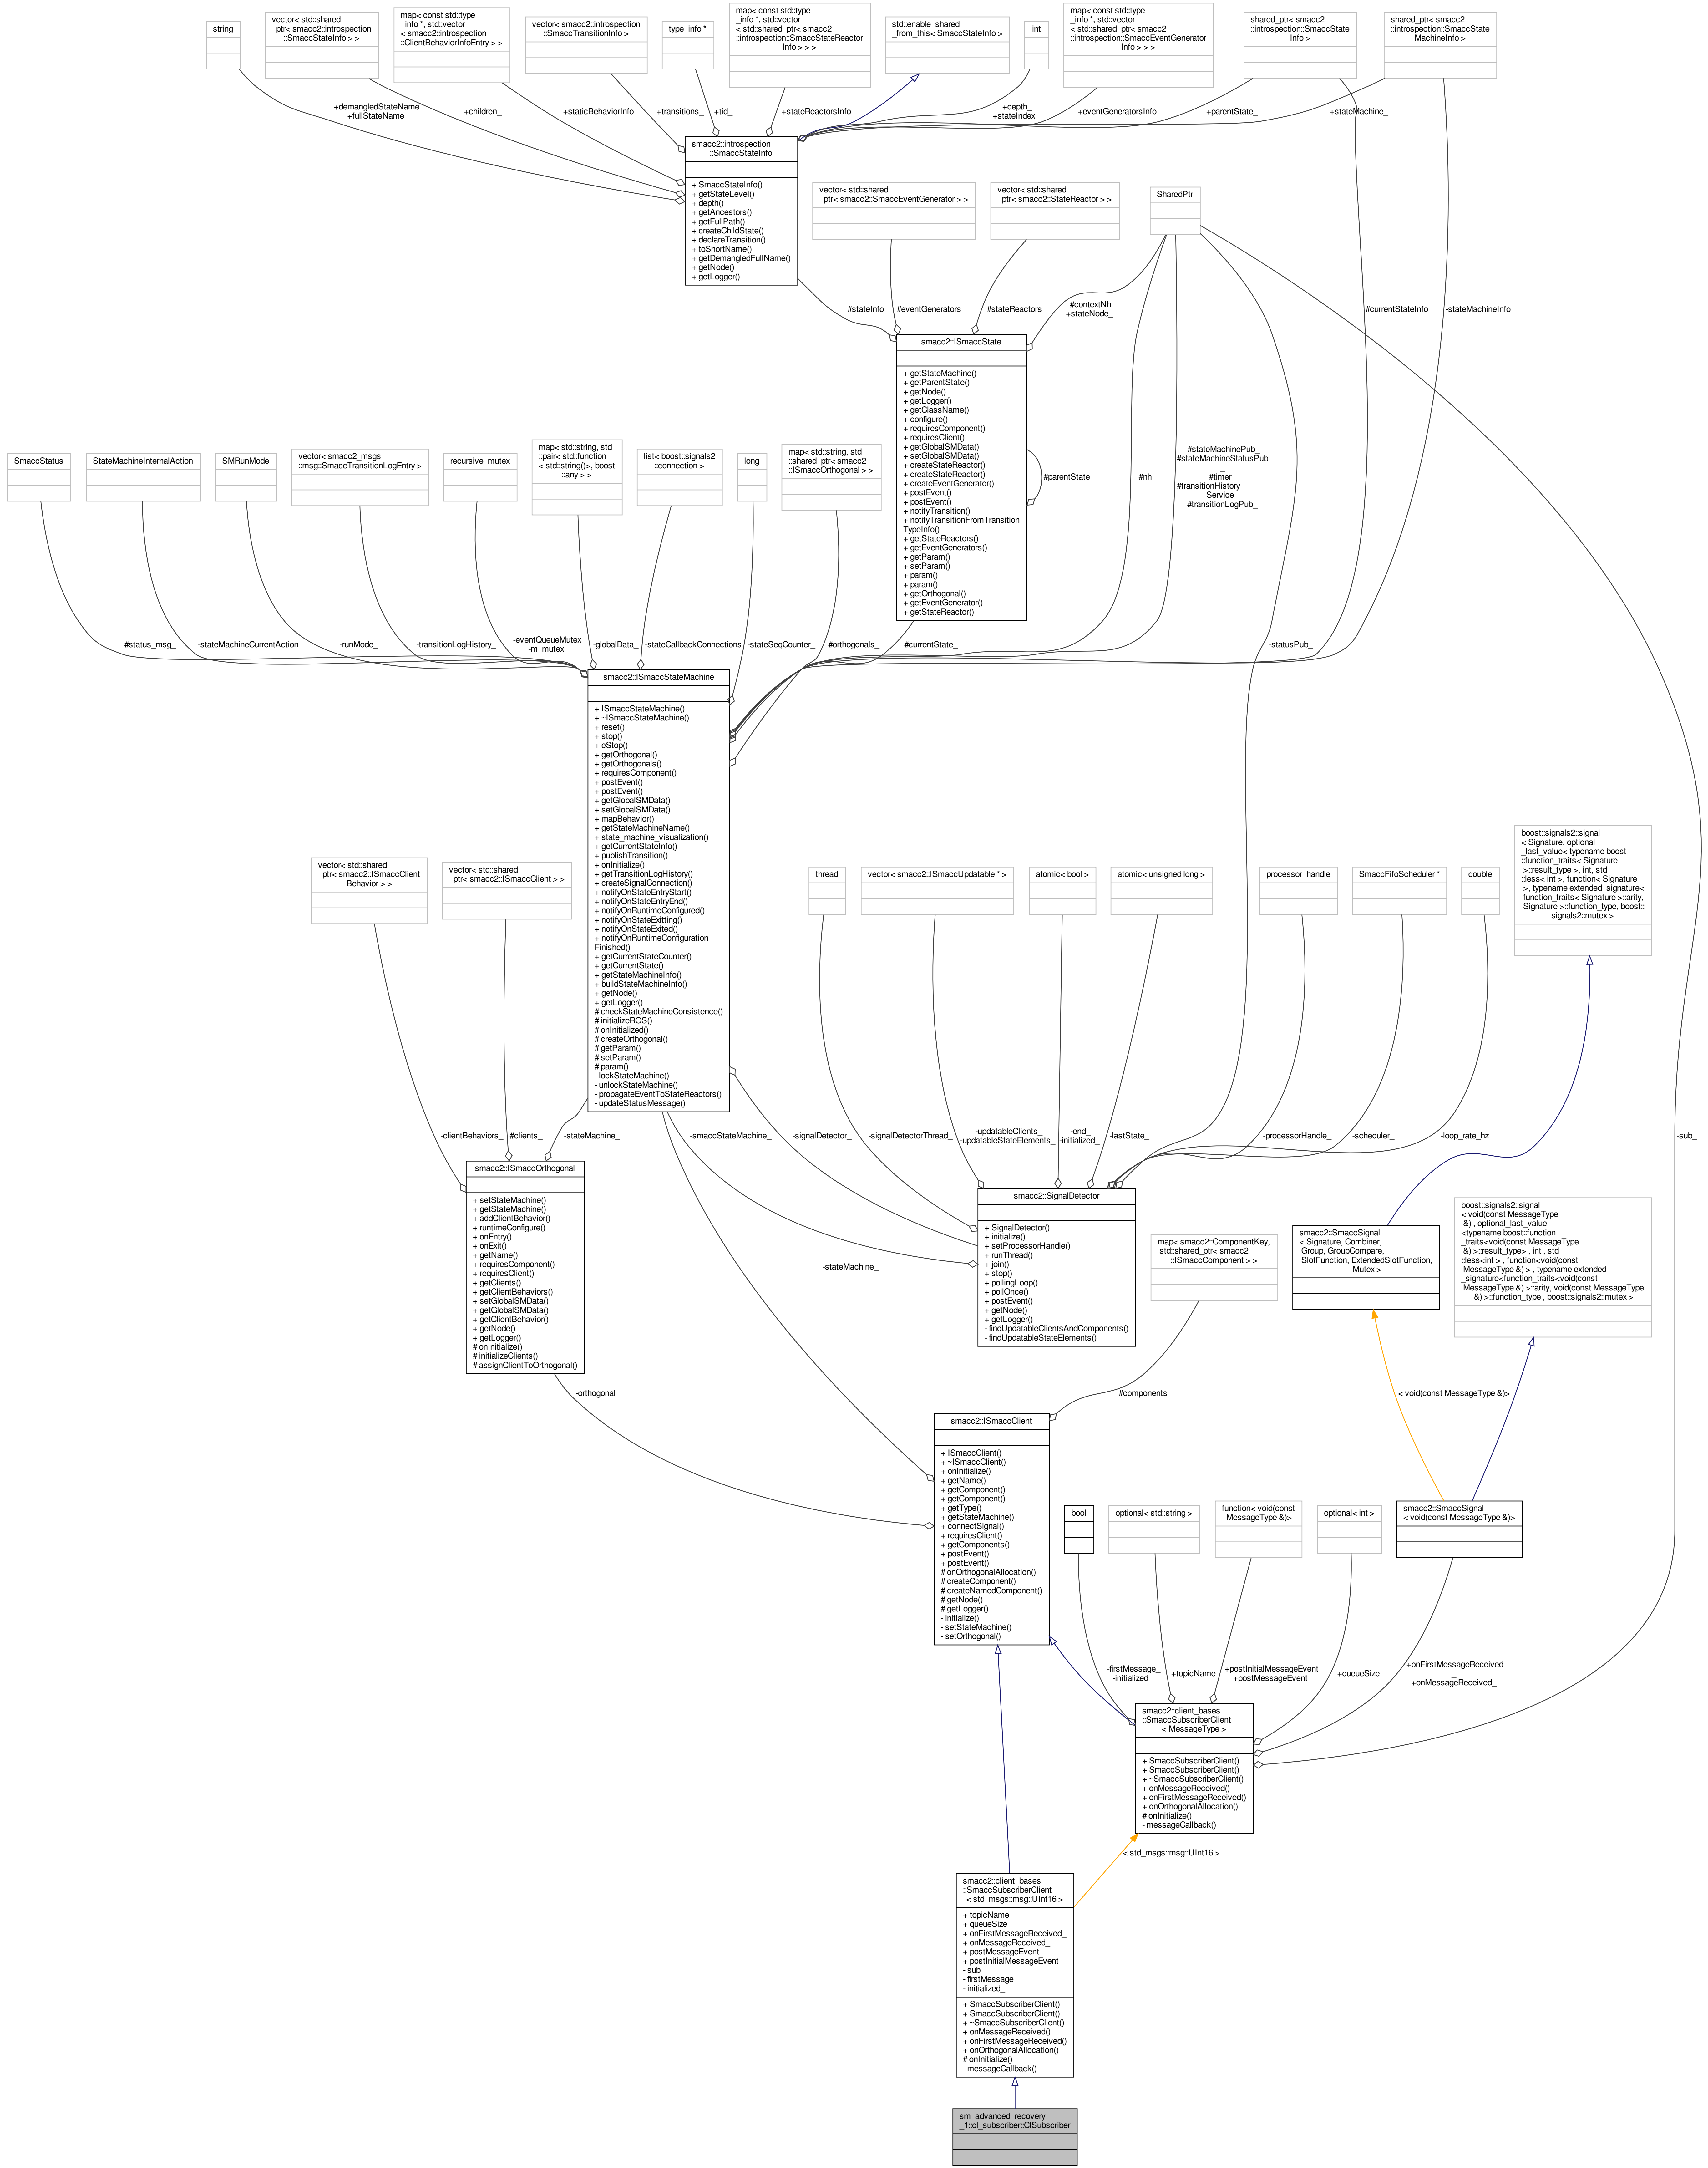 string
vector< std::shared
_ptr< smacc2::introspection
::SmaccStateInfo > >
map< const std::type
_info *, std::vector
< smacc2::introspection
::ClientBehaviorInfoEntry > >
vector< smacc2::introspection
::SmaccTransitionInfo >
type_info *
map< const std::type
_info *, std::vector
< std::shared_ptr< smacc2
::introspection::SmaccStateReactor
Info > > >
std::enable_shared
_from_this< SmaccStateInfo >
int
map< const std::type
_info *, std::vector
< std::shared_ptr< smacc2
::introspection::SmaccEventGenerator
Info > > >
shared_ptr< smacc2
::introspection::SmaccState
Info >
shared_ptr< smacc2
::introspection::SmaccState
MachineInfo >
+demangledStateName
+fullStateName
+children_
+staticBehaviorInfo
+transitions_
+tid_
+stateReactorsInfo
+depth_
+stateIndex_
+eventGeneratorsInfo
+parentState_
+stateMachine_
smacc2::introspection
::SmaccStateInfo
+ SmaccStateInfo()
+ getStateLevel()
+ depth()
+ getAncestors()
+ getFullPath()
+ createChildState()
+ declareTransition()
+ toShortName()
+ getDemangledFullName()
+ getNode()
+ getLogger()
vector< std::shared
_ptr< smacc2::SmaccEventGenerator > >
vector< std::shared
_ptr< smacc2::StateReactor > >
SharedPtr
#stateInfo_
#eventGenerators_
#stateReactors_
#contextNh
+stateNode_
#currentStateInfo_
-stateMachineInfo_
smacc2::ISmaccState
+ getStateMachine()
+ getParentState()
+ getNode()
+ getLogger()
+ getClassName()
+ configure()
+ requiresComponent()
+ requiresClient()
+ getGlobalSMData()
+ setGlobalSMData()
+ createStateReactor()
+ createStateReactor()
+ createEventGenerator()
+ postEvent()
+ postEvent()
+ notifyTransition()
+ notifyTransitionFromTransition
TypeInfo()
+ getStateReactors()
+ getEventGenerators()
+ getParam()
+ setParam()
+ param()
+ param()
+ getOrthogonal()
+ getEventGenerator()
+ getStateReactor()
#parentState_
#nh_
#stateMachinePub_
#stateMachineStatusPub
_
#timer_
#transitionHistory
Service_
#transitionLogPub_
SmaccStatus
StateMachineInternalAction
SMRunMode
vector< smacc2_msgs
::msg::SmaccTransitionLogEntry >
recursive_mutex
map< std::string, std
::pair< std::function
< std::string()>, boost
::any > >
list< boost::signals2
::connection >
long
map< std::string, std
::shared_ptr< smacc2
::ISmaccOrthogonal > >
#status_msg_
-stateMachineCurrentAction
-runMode_
-transitionLogHistory_
-eventQueueMutex_
-m_mutex_
-globalData_
-stateCallbackConnections
-stateSeqCounter_
#orthogonals_
#currentState_
-statusPub_
smacc2::ISmaccStateMachine
+ ISmaccStateMachine()
+ ~ISmaccStateMachine()
+ reset()
+ stop()
+ eStop()
+ getOrthogonal()
+ getOrthogonals()
+ requiresComponent()
+ postEvent()
+ postEvent()
+ getGlobalSMData()
+ setGlobalSMData()
+ mapBehavior()
+ getStateMachineName()
+ state_machine_visualization()
+ getCurrentStateInfo()
+ publishTransition()
+ onInitialize()
+ getTransitionLogHistory()
+ createSignalConnection()
+ notifyOnStateEntryStart()
+ notifyOnStateEntryEnd()
+ notifyOnRuntimeConfigured()
+ notifyOnStateExitting()
+ notifyOnStateExited()
+ notifyOnRuntimeConfiguration
Finished()
+ getCurrentStateCounter()
+ getCurrentState()
+ getStateMachineInfo()
+ buildStateMachineInfo()
+ getNode()
+ getLogger()
# checkStateMachineConsistence()
# initializeROS()
# onInitialized()
# createOrthogonal()
# getParam()
# setParam()
# param()
- lockStateMachine()
- unlockStateMachine()
- propagateEventToStateReactors()
- updateStatusMessage()
vector< std::shared
_ptr< smacc2::ISmaccClient
Behavior > >
vector< std::shared
_ptr< smacc2::ISmaccClient > >
thread
vector< smacc2::ISmaccUpdatable * >
atomic< bool >
atomic< unsigned long >
processor_handle
SmaccFifoScheduler *
double
boost::signals2::signal
< Signature, optional
_last_value< typename boost
::function_traits< Signature
>::result_type >, int, std
::less< int >, function< Signature
>, typename extended_signature<
function_traits< Signature >::arity,
Signature >::function_type, boost::
signals2::mutex >
-clientBehaviors_
#clients_
-stateMachine_
-smaccStateMachine_
-signalDetector_
-signalDetectorThread_
-updatableClients_
-updatableStateElements_
-end_
-initialized_
-lastState_
-processorHandle_
-scheduler_
-loop_rate_hz
-sub_
smacc2::ISmaccOrthogonal
+ setStateMachine()
+ getStateMachine()
+ addClientBehavior()
+ runtimeConfigure()
+ onEntry()
+ onExit()
+ getName()
+ requiresComponent()
+ requiresClient()
+ getClients()
+ getClientBehaviors()
+ setGlobalSMData()
+ getGlobalSMData()
+ getClientBehavior()
+ getNode()
+ getLogger()
# onInitialize()
# initializeClients()
# assignClientToOrthogonal()
smacc2::SignalDetector
+ SignalDetector()
+ initialize()
+ setProcessorHandle()
+ runThread()
+ join()
+ stop()
+ pollingLoop()
+ pollOnce()
+ postEvent()
+ getNode()
+ getLogger()
- findUpdatableClientsAndComponents()
- findUpdatableStateElements()
-stateMachine_
map< smacc2::ComponentKey,
std::shared_ptr< smacc2
::ISmaccComponent > >
smacc2::SmaccSignal
< Signature, Combiner,
Group, GroupCompare,
SlotFunction, ExtendedSlotFunction,
Mutex >
boost::signals2::signal
< void(const MessageType
&) , optional_last_value
<typename boost::function
_traits<void(const MessageType
&) >::result_type> , int , std
::less<int > , function<void(const
MessageType &) > , typename extended
_signature<function_traits<void(const
MessageType &) >::arity, void(const MessageType
&) >::function_type , boost::signals2::mutex >
-orthogonal_
#components_
< void(const MessageType &)>
smacc2::ISmaccClient
+ ISmaccClient()
+ ~ISmaccClient()
+ onInitialize()
+ getName()
+ getComponent()
+ getComponent()
+ getType()
+ getStateMachine()
+ connectSignal()
+ requiresClient()
+ getComponents()
+ postEvent()
+ postEvent()
# onOrthogonalAllocation()
# createComponent()
# createNamedComponent()
# getNode()
# getLogger()
- initialize()
- setStateMachine()
- setOrthogonal()
bool
optional< std::string >
function< void(const
MessageType &)>
optional< int >
smacc2::SmaccSignal
< void(const MessageType &)>
-firstMessage_
-initialized_
+topicName
+postInitialMessageEvent
+postMessageEvent
+queueSize
+onFirstMessageReceived
_
+onMessageReceived_
smacc2::client_bases
::SmaccSubscriberClient
< MessageType >
+ SmaccSubscriberClient()
+ SmaccSubscriberClient()
+ ~SmaccSubscriberClient()
+ onMessageReceived()
+ onFirstMessageReceived()
+ onOrthogonalAllocation()
# onInitialize()
- messageCallback()
< std_msgs::msg::UInt16 >
smacc2::client_bases
::SmaccSubscriberClient
< std_msgs::msg::UInt16 >
+ topicName
+ queueSize
+ onFirstMessageReceived_
+ onMessageReceived_
+ postMessageEvent
+ postInitialMessageEvent
- sub_
- firstMessage_
- initialized_
+ SmaccSubscriberClient()
+ SmaccSubscriberClient()
+ ~SmaccSubscriberClient()
+ onMessageReceived()
+ onFirstMessageReceived()
+ onOrthogonalAllocation()
# onInitialize()
- messageCallback()
sm_advanced_recovery
_1::cl_subscriber::ClSubscriber